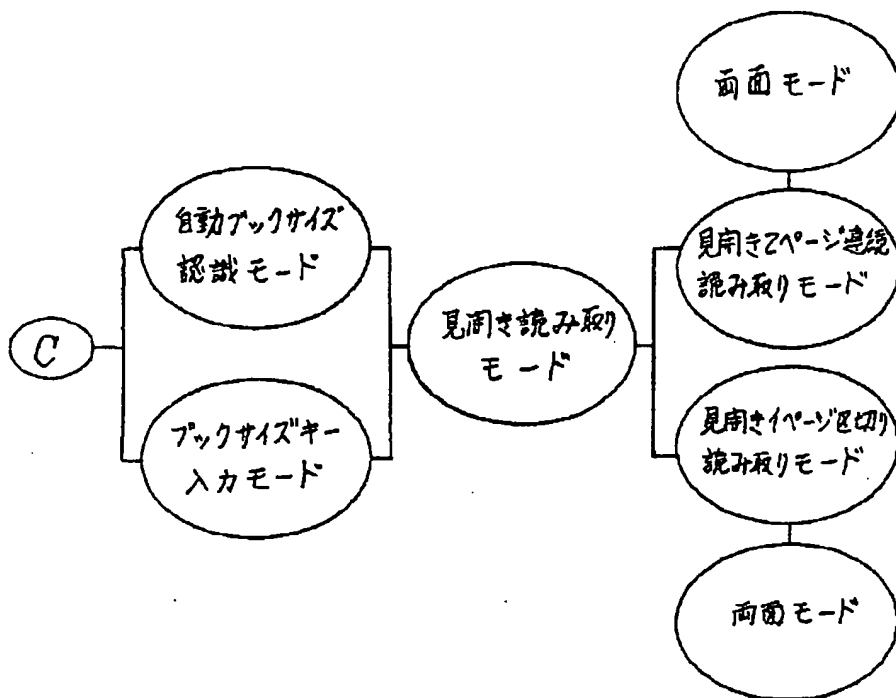 C
自動ブックサイズ
認識モード
ブックサイズキー
入力モード
見開き読み取り
モード
両面モード
見開き2ページ連続
読み取りモード
見開き1ページ区切り
読み取りモード
両面モード